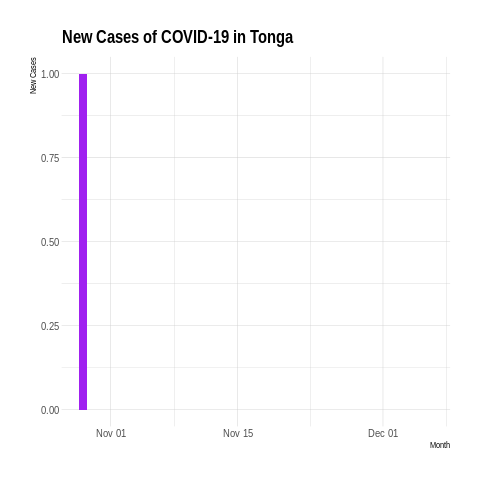 New Cases of COVID-19 in Tonga
New Cases
1.00
0.75
0.50
0.25
0.00
Nov 01 Nov 15 Dec 01
Month